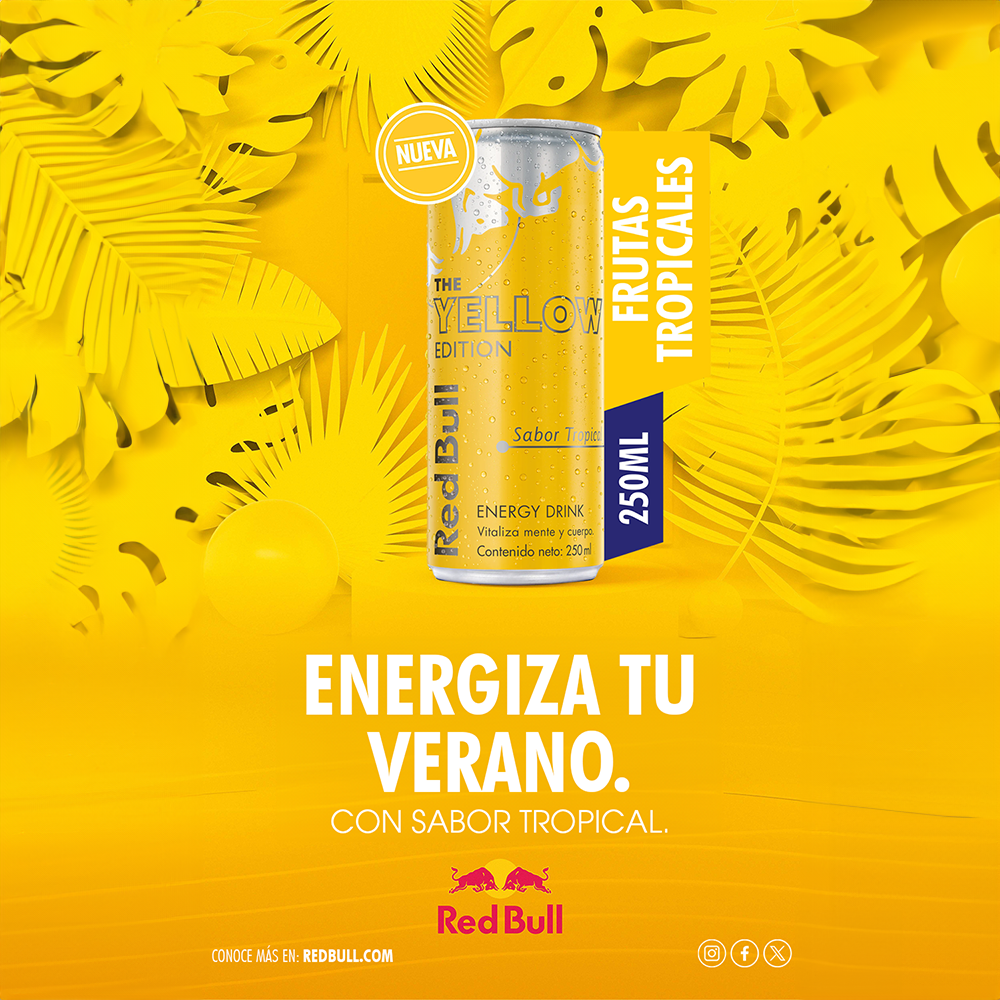 NUEVA
THE
YELLOW
EDITION
Red Bull
Sabor
ENERGY DRINK
Vitaliza mente y cuerpo.
Contenido neto: 250 ml
FRUTAS
TROPICALES
250ML
ENERGIZA TU
VERANO.
CON SABOR TROPICAL.
Red Bull
CONOCE MÁS EN: REDBULL.COM